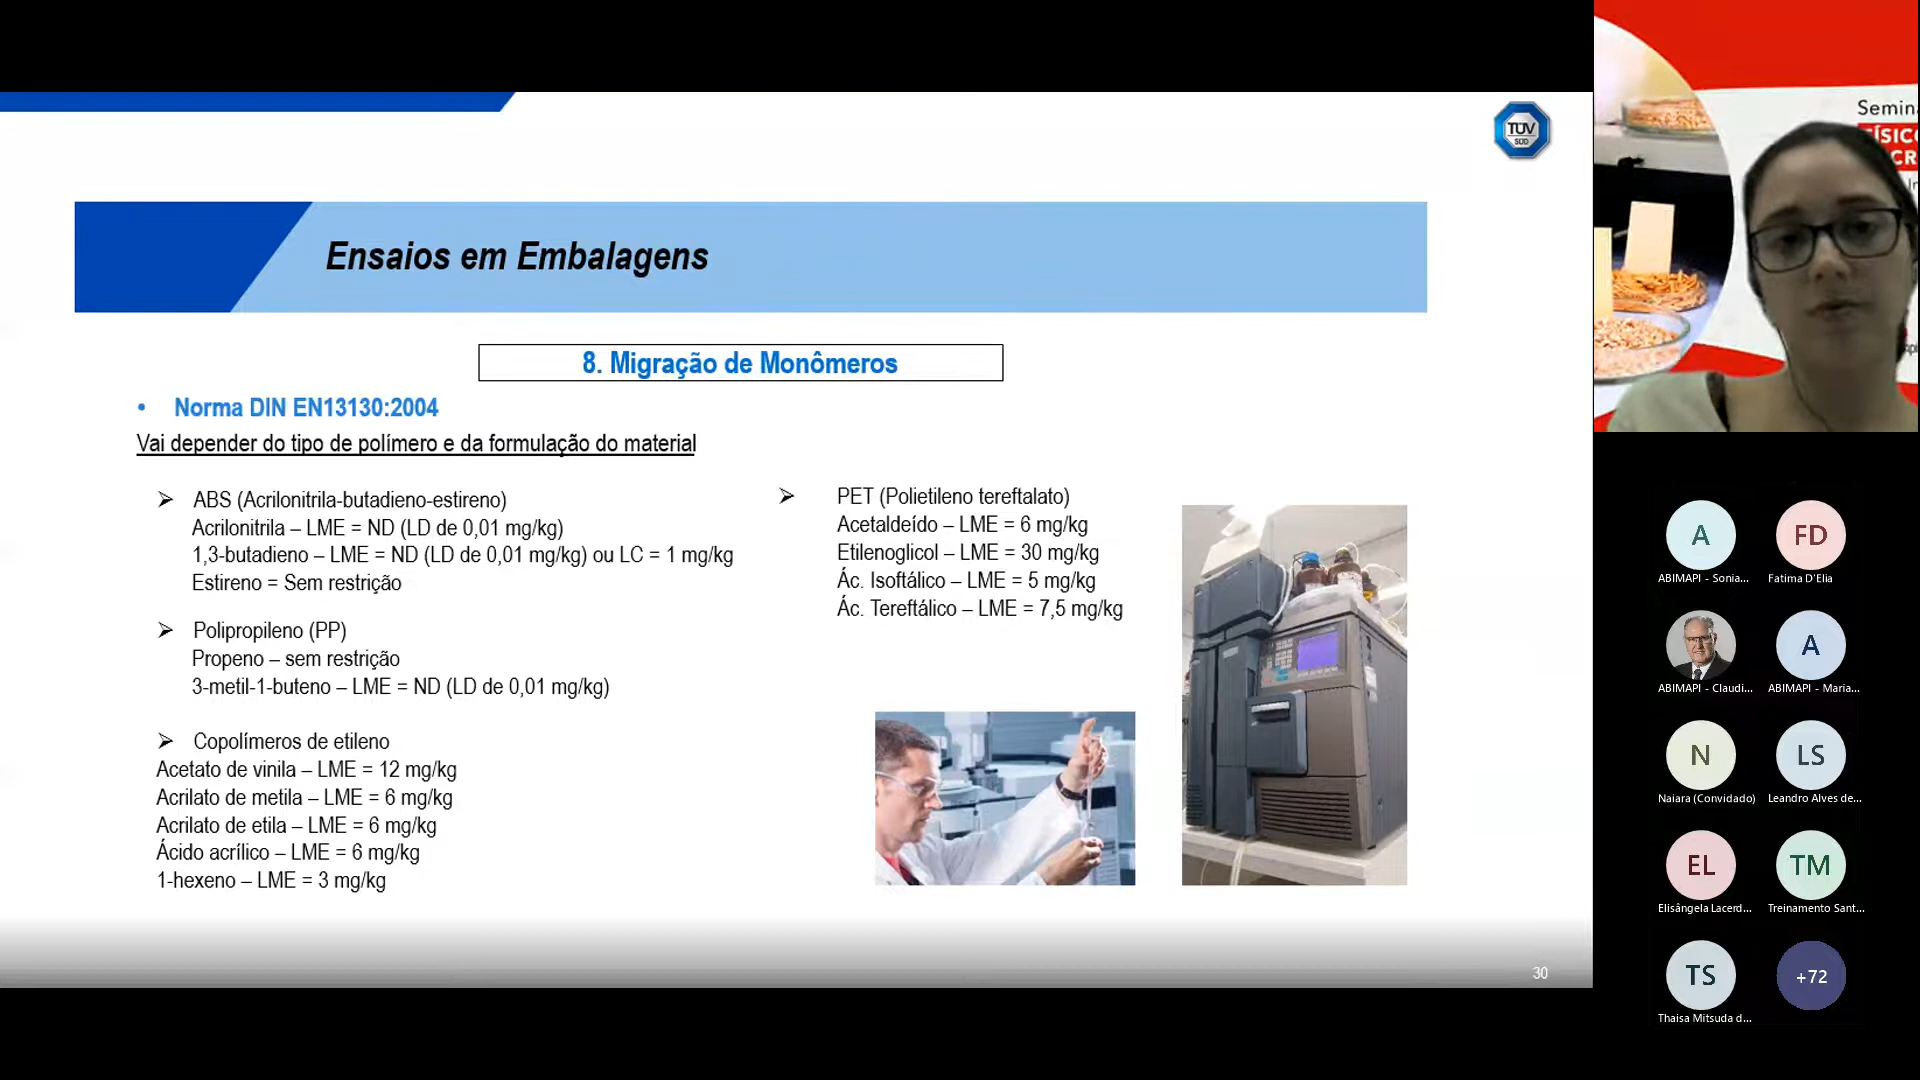 TÜV
SÜD
Ensaios em Embalagens
8. Migração de Monômeros
• Norma DIN EN13130:2004
Vai depender do tipo de polímero e da formulação do material
➢ ABS (Acrilonitrila-butadieno-estireno)
Acrilonitrila – LME = ND (LD de 0,01 mg/kg)
1,3-butadieno – LME = ND (LD de 0,01 mg/kg) ou LC = 1 mg/kg
Estireno = Sem restrição
➢ Polipropileno (PP)
Propeno – sem restrição
3-metil-1-buteno – LME = ND (LD de 0,01 mg/kg)
➢ Copolímeros de etileno
Acetato de vinila – LME = 12 mg/kg
Acrilato de metila – LME = 6 mg/kg
Acrilato de etila – LME = 6 mg/kg
Ácido acrílico – LME = 6 mg/kg
1-hexeno – LME = 3 mg/kg
➢ PET (Polietileno tereftalato)
Acetaldeído – LME = 6 mg/kg
Etilenoglicol – LME = 30 mg/kg
Ác. Isoftálico – LME = 5 mg/kg
Ác. Tereftálico – LME = 7,5 mg/kg
30
Semin
ÍSIC
CR
A
ABIMAPI - Sonia...
FD
Fatima D'Elia
ABIMAPI - Claudi...
A
ABIMAPI - Maria...
N
Naiara (Convidado)
LS
Leandro Alves de...
EL
Elisângela Lacerd...
TM
Treinamento Sant...
TS
Thaisa Mitsuda d...
+72